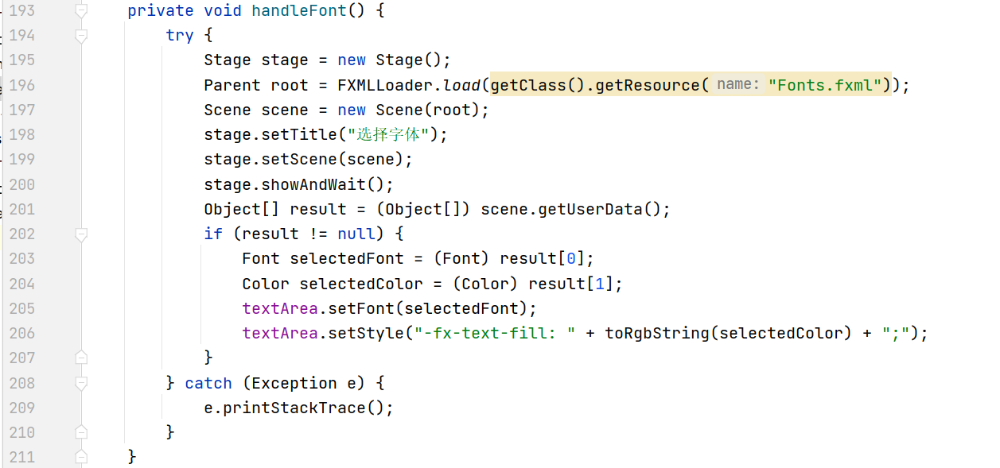 193 private void handleFont() {
194 try {
195 Stage stage = new Stage();
196 Parent root = FXMLLoader.load(getClass().getResource( name: "Fonts.fxml"));
197 Scene scene = new Scene(root);
198 stage.setTitle("选择字体");
199 stage.setScene(scene);
200 stage.showAndWait();
201 Object[] result = (Object[]) scene.getUserData();
202 if (result != null) {
203 Font selectedFont = (Font) result[0];
204 Color selectedColor = (Color) result[1];
205 textArea.setFont(selectedFont);
206 textArea.setStyle("-fx-text-fill: " + toRgbString(selectedColor) + ";");
207 }
208 } catch (Exception e) {
209 e.printStackTrace();
210 }
211 }